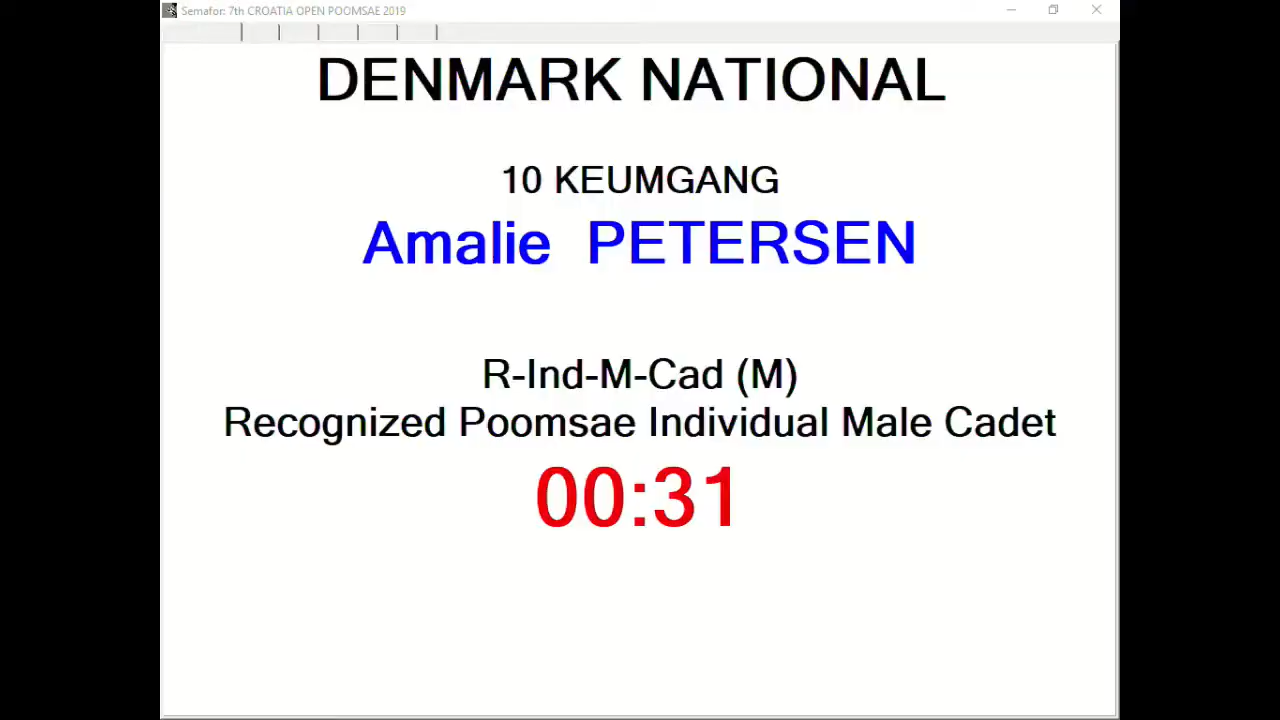 Semafor: 7th CROATIA OPEN POOMSAE 2019
DENMARK NATIONAL
10 KEUMGANG
Amalie PETERSEN
R-Ind-M-Cad (M)
Recognized Poomsae Individual Male Cadet
00:31